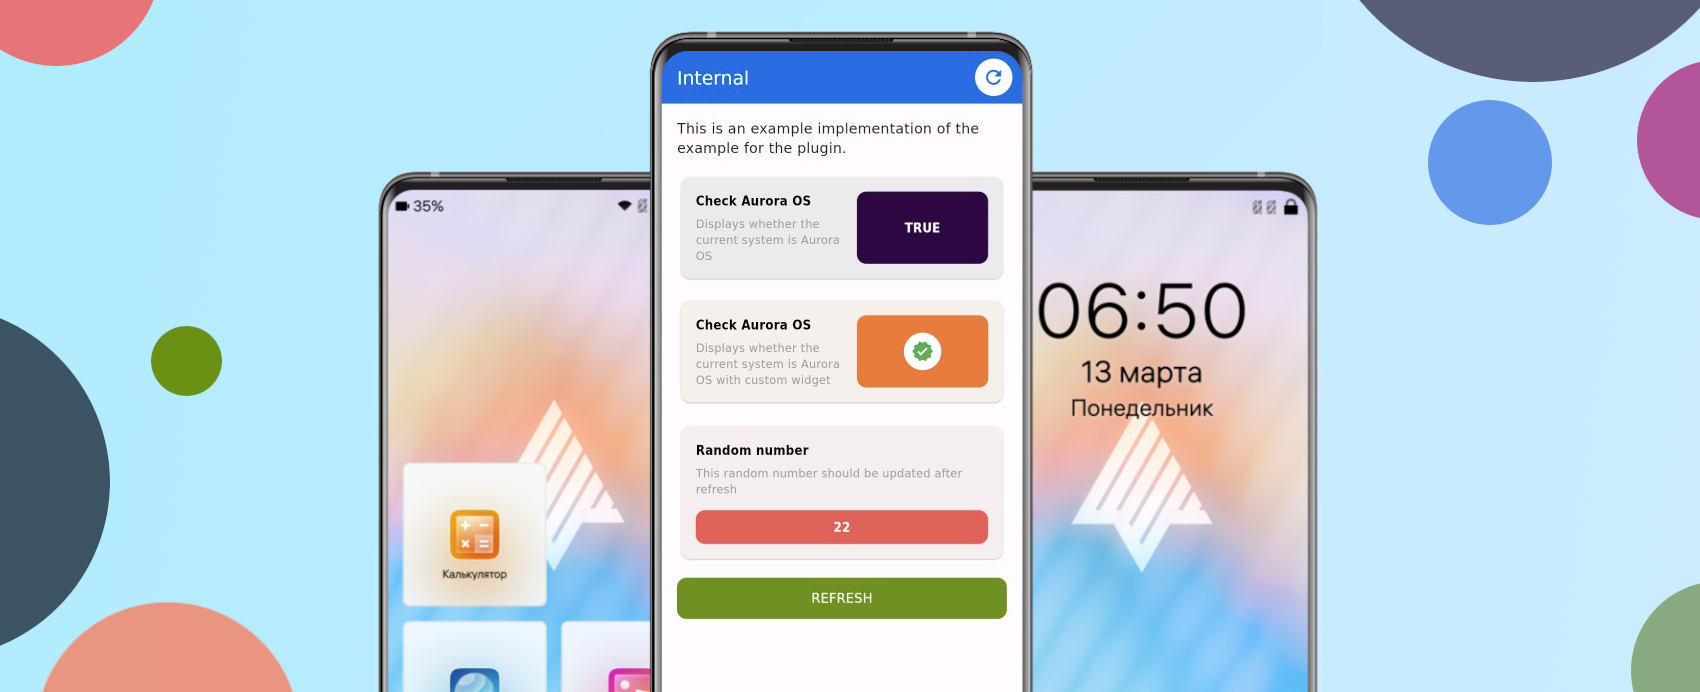 Internal
This is an example implementation of the
example for the plugin.
Check Aurora OS
Displays whether the
current system is Aurora
OS
TRUE
Check Aurora OS
Displays whether the
current system is Aurora
OS with custom widget
Random number
This random number should be updated after
refresh
22
REFRESH
35%
Калькулятор
06:50
13 марта
Понедельник